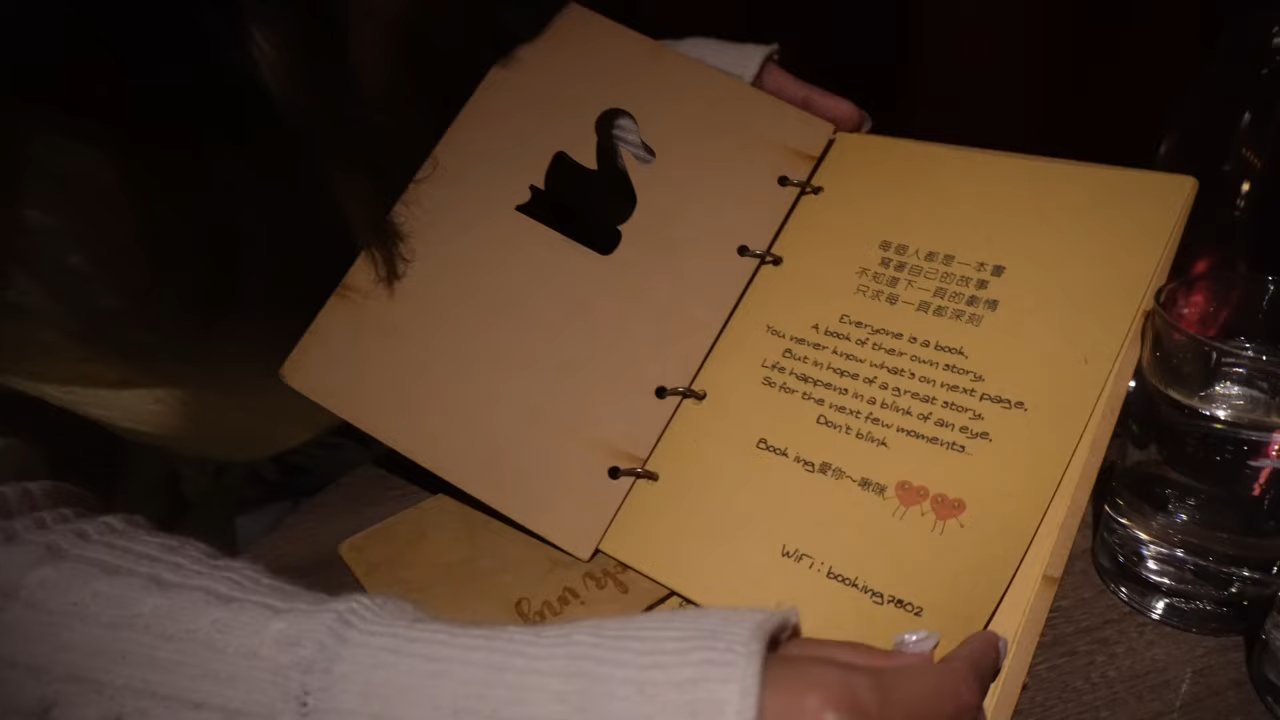 每個人都是一本書
寫著自己的故事
不知道下一頁的劇情
只求每一頁都深刻
Everyone is a book,
A book of their own story,
You never know what's on next page,
But in hope of a great story,
Life happens in a blink of an eye,
So for the next few moments...
Don't blink
Book ing愛你～啾咪
WiFi : booking7802
ok ing